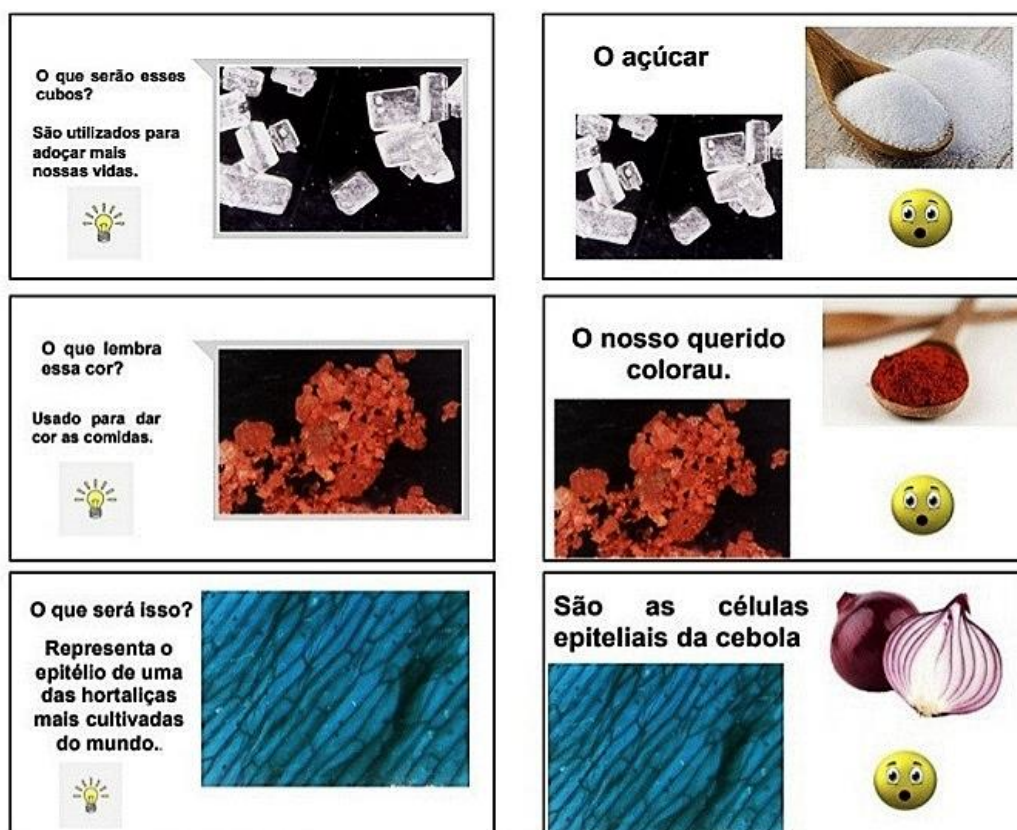 O que serão esses
cubos?
São utilizados para
adoçar mais
nossas vidas.
O açúcar
O que lembra
essa cor?
Usado para dar
cor as comidas.
O nosso querido
colorau.
O que será isso?
Representa o
epitélio de uma
das hortaliças
mais cultivadas
do mundo..
São as células
epiteliais da cebola